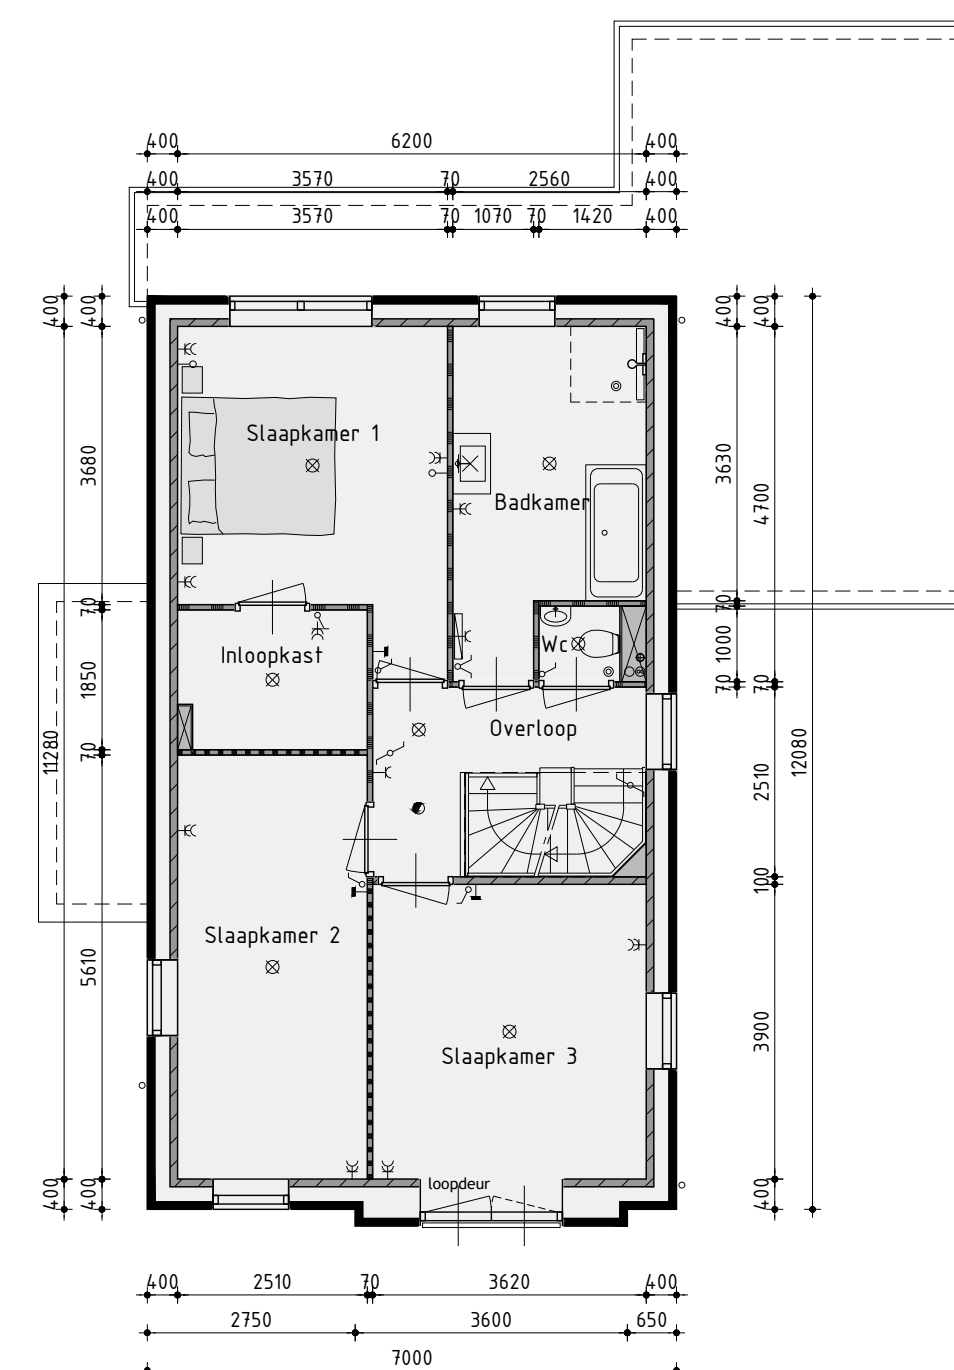 400 6200 400
400 3570 70 2560 400
400 3570 70 1070 70 1420 400
400 400 400 400
Slaapkamer 1
3680 3630
Badkamer 4700
70 70
Wc 1000
Inloopkast
1850 70 70
Overloop
11280 70 2510 12080
100
Slaapkamer 2
5610
3900
Slaapkamer 3
loopdeur
400 400 400
400 2510 70 3620 400
2750 3600 650
7000